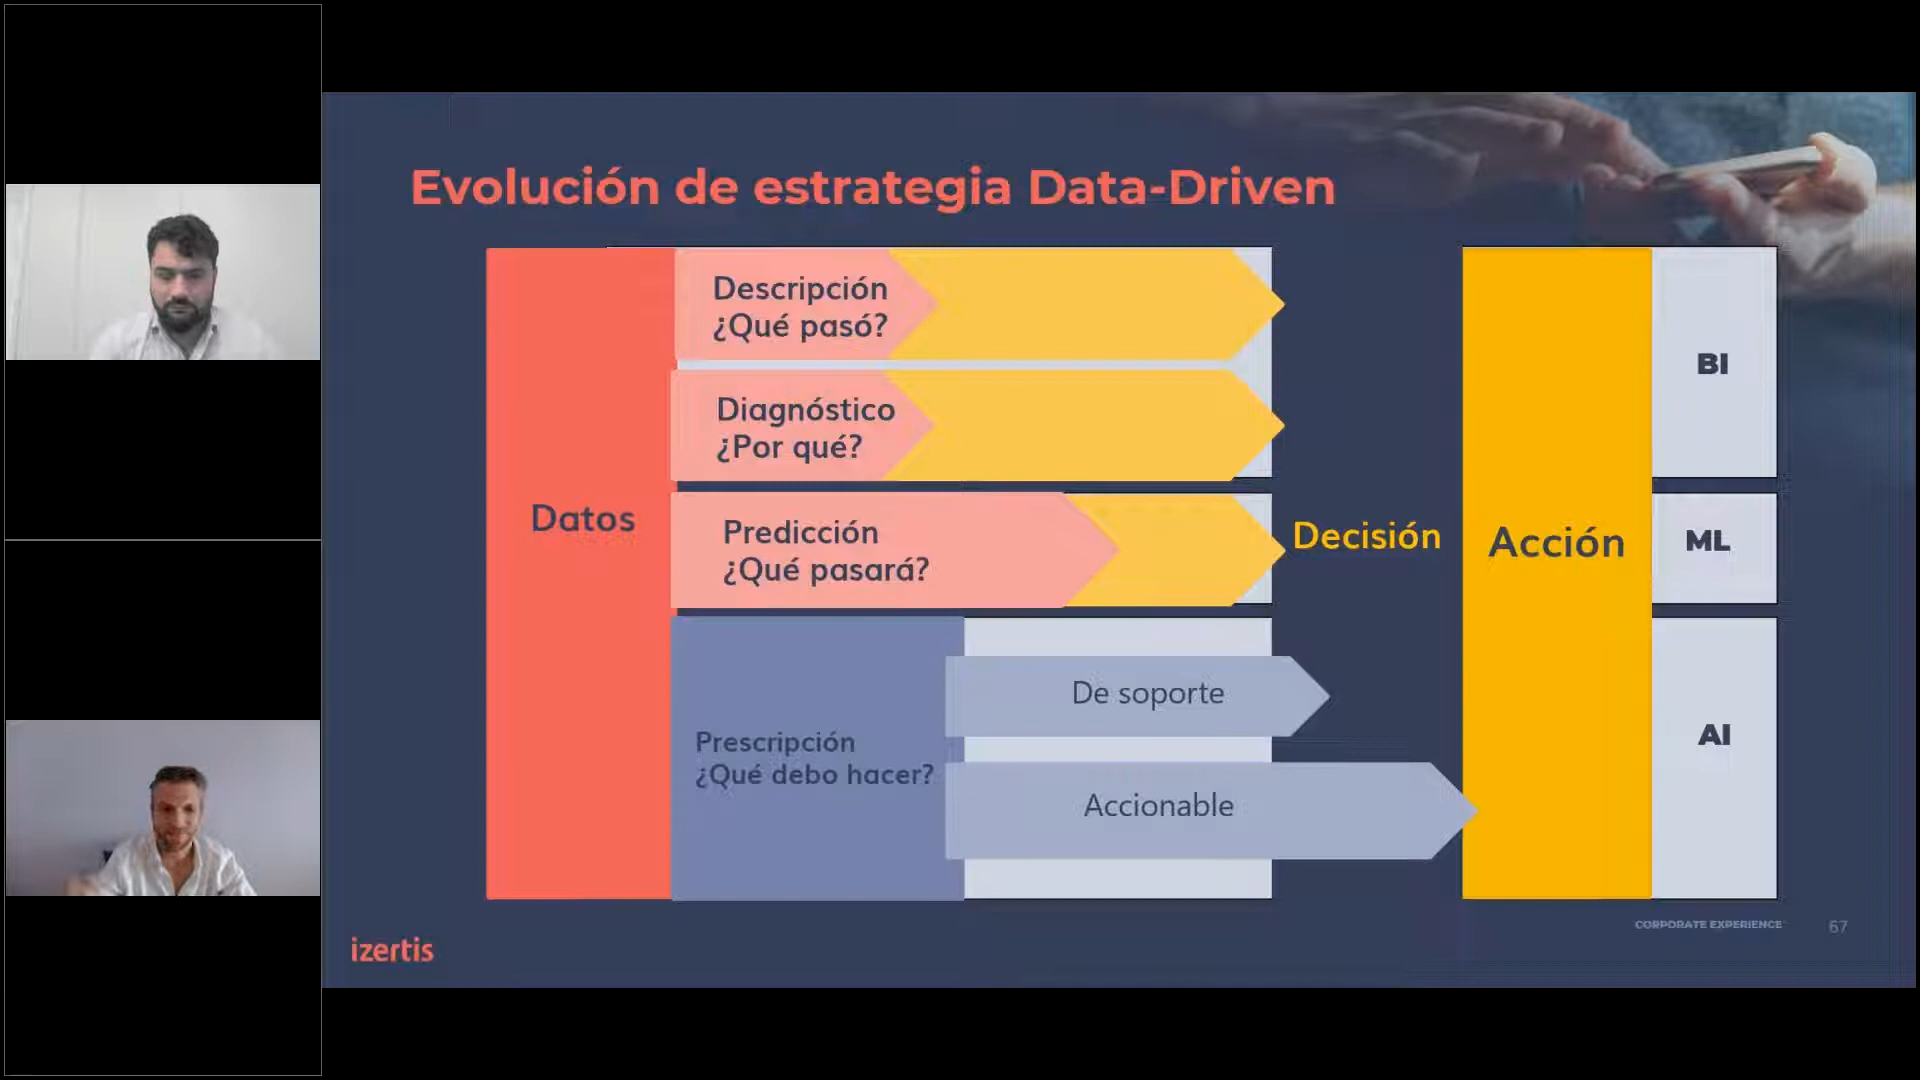 Evolución de estrategia Data-Driven
Datos
Descripción
¿Qué pasó?
Diagnóstico
¿Por qué?
Predicción
¿Qué pasará?
Prescripción
¿Qué debo hacer?
De soporte
Accionable
Decisión
Acción
BI
ML
AI
izertis
CORPORATE EXPERIENCE
67